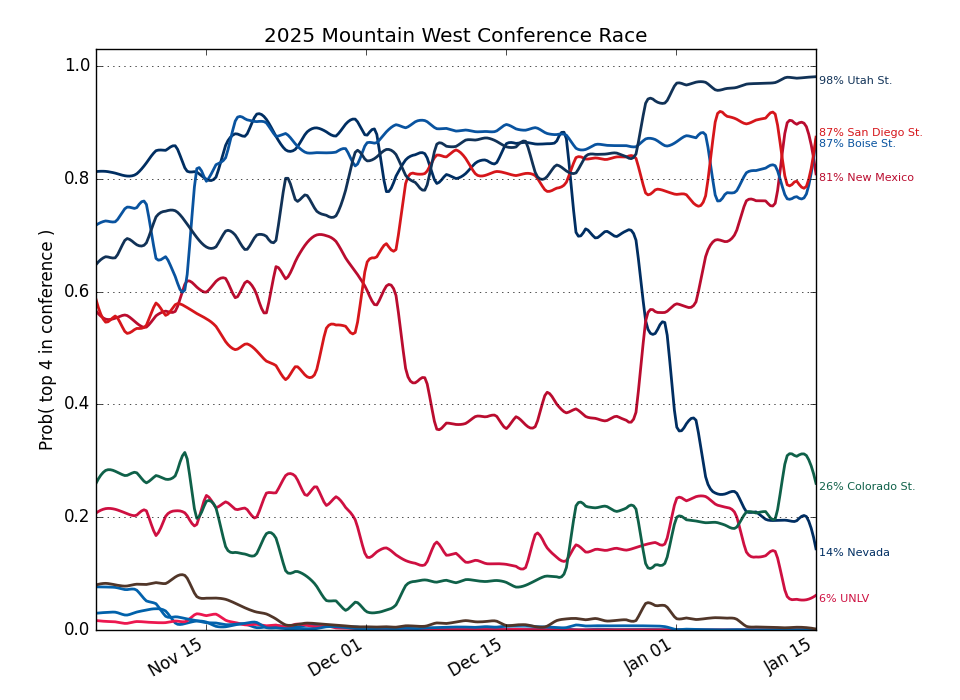 2025 Mountain West Conference Race
Prob( top 4 in conference )
1.0
0.8
0.6
0.4
0.2
0.0
98% Utah St.
87% San Diego St.
87% Boise St.
81% New Mexico
26% Colorado St.
14% Nevada
6% UNLV
Nov 15
Dec 01
Dec 15
Jan 01
Jan 15